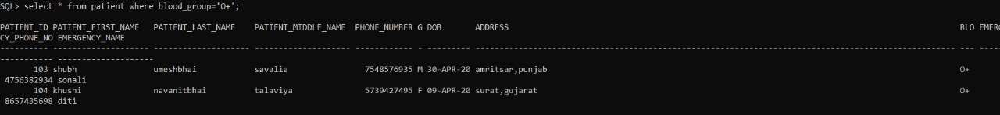 SQL> select * from patient where blood_group='O+';
PATIENT_ID PATIENT_FIRST_NAME PATIENT_LAST_NAME PATIENT_MIDDLE_NAME PHONE_NUMBER G DOB ADDRESS BLO EMERG
CY_PHONE_NO EMERGENCY_NAME
---------- -------------------- -------------------- -------------------- ------------ - --------- ---------------------------------------------------------------------------------------------------- --- -----
----------- --------------------
103 shubh umeshbhai savalia 7548576935 M 30-APR-20 amritsar,punjab O+
4756382934 sonali
104 khushi navanitbhai talaviya 5739427495 F 09-APR-20 surat,gujarat O+
8657435698 diti